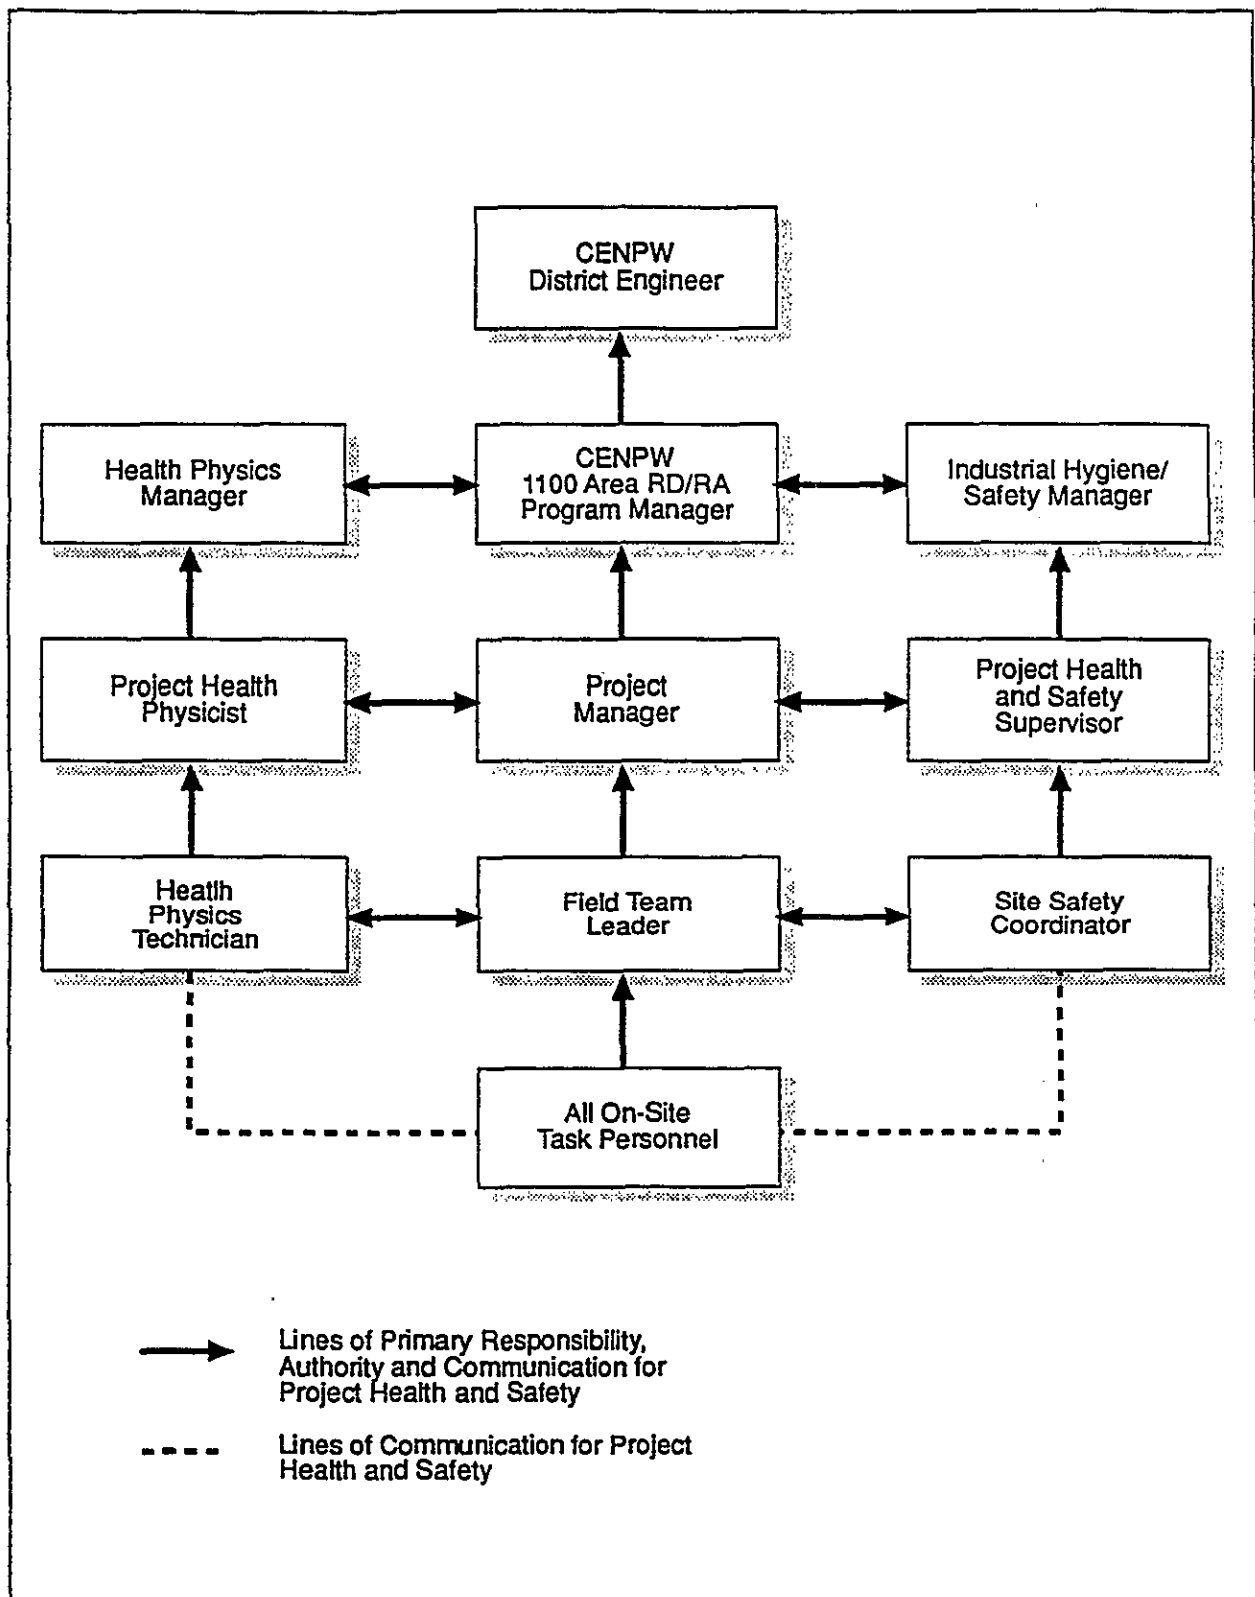 CENPW
District Engineer
Health Physics
Manager
CENPW
1100 Area RD/RA
Program Manager
Industrial Hygiene/
Safety Manager
Project Health
Physicist
Project
Manager
Project Health
and Safety
Supervisor
Heatlh
Physics
Technician
Field Team
Leader
Site Safety
Coordinator
All On-Site
Task Personnel
Lines of Primary Responsibility,
Authority and Communication for
Project Health and Safety
Lines of Communication for Project
Health and Safety